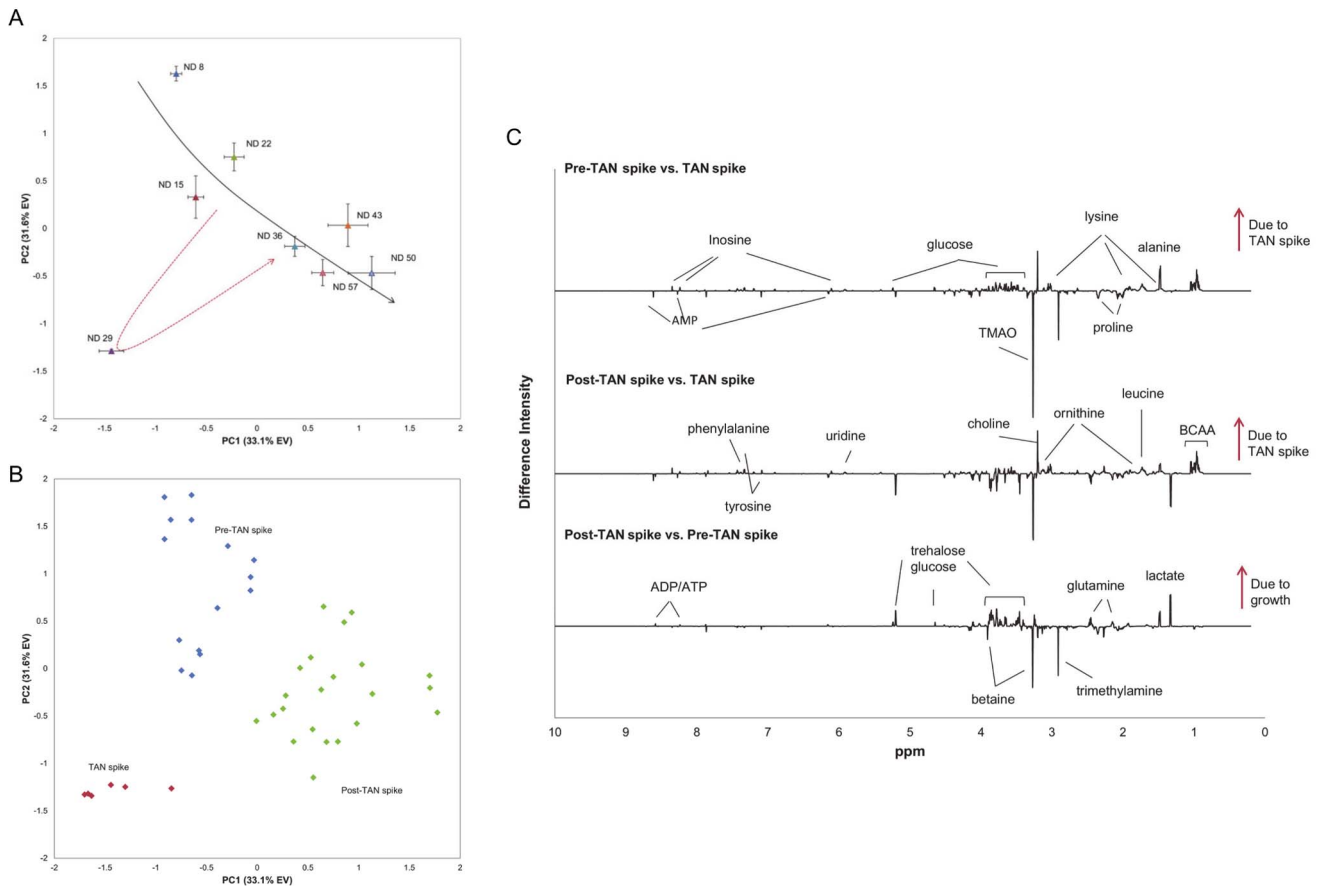 A
2
1.5
1
0.5
0
-0.5
-1
-1.5
-2
-2
-1.5
-1
-0.5
0
0.5
1
1.5
2
PC2 (31.6% EV)
PC1 (33.1% EV)
ND 8
ND 22
ND 15
ND 43
ND 36
ND 50
ND 57
ND 29
B
2
1.5
1
0.5
0
-0.5
-1
-1.5
-2
-2
-1.5
-1
-0.5
0
0.5
1
1.5
2
PC2 (31.6% EV)
PC1 (33.1% EV)
Pre-TAN spike
TAN spike
Post-TAN spike
C
Difference Intensity
Pre-TAN spike vs. TAN spike
Inosine
glucose
lysine
alanine
Due to
TAN spike
AMP
TMAO
proline
Post-TAN spike vs. TAN spike
phenylalanine
uridine
choline
ornithine
leucine
BCAA
Due to
TAN spike
tyrosine
Post-TAN spike vs. Pre-TAN spike
ADP/ATP
trehalose
glucose
glutamine
lactate
Due to
growth
betaine
trimethylamine
10
9
8
7
6
5
4
3
2
1
0
ppm